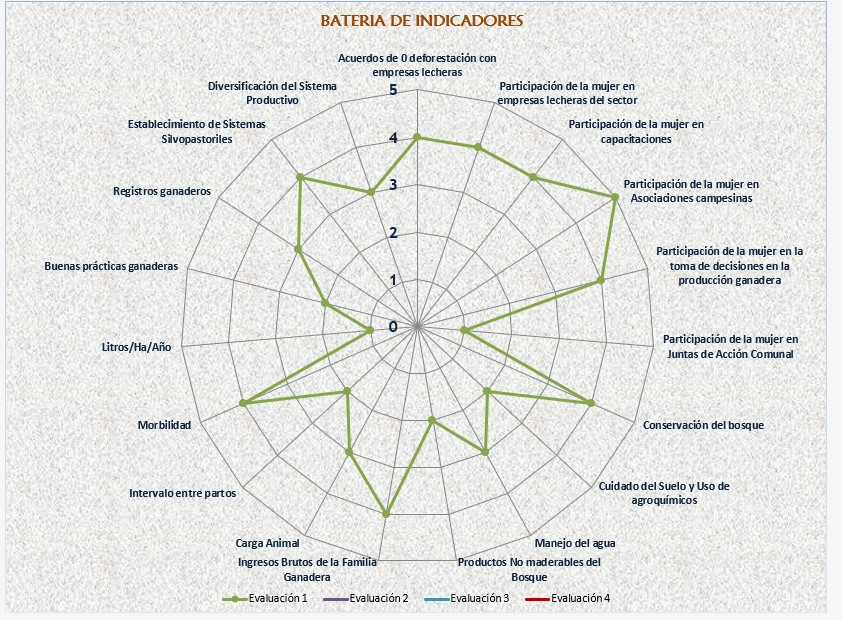 BATERIA DE INDICADORES
Acuerdos de 0 deforestación con
empresas lecheras
Participación de la mujer en
empresas lecheras del sector
Participación de la mujer en
capacitaciones
Participación de la mujer en
Asociaciones campesinas
Participación de la mujer en la
toma de decisiones en la
producción ganadera
Participación de la mujer en
Juntas de Acción Comunal
Conservación del bosque
Cuidado del Suelo y Uso de
agroquímicos
Manejo del agua
Productos No maderables del
Bosque
Ingresos Brutos de la Familia
Ganadera
Carga Animal
Intervalo entre partos
Morbilidad
Litros/Ha/Año
Buenas prácticas ganaderas
Registros ganaderos
Establecimiento de Sistemas
Silvopastoriles
Diversificación del Sistema
Productivo
5
4
3
2
1
0
Evaluación 1
Evaluación 2
Evaluación 3
Evaluación 4